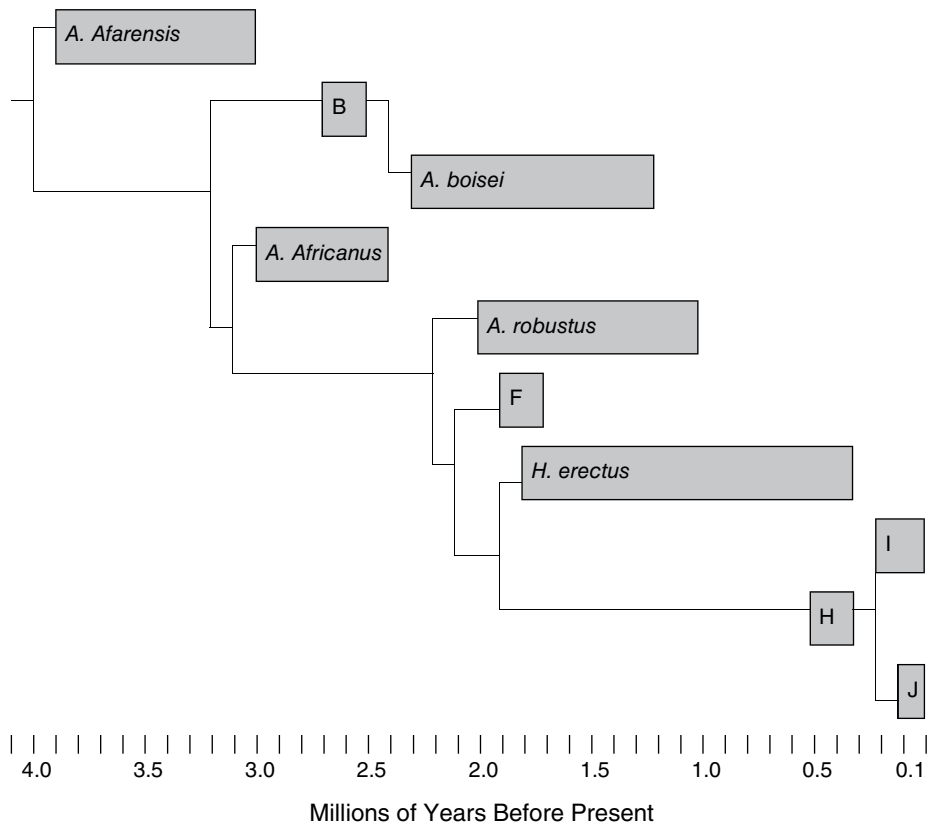 A. Afarensis
B
A. boisei
A. Africanus
A. robustus
F
H. erectus
I
H
J
4.0 3.5 3.0 2.5 2.0 1.5 1.0 0.5 0.1
Millions of Years Before Present